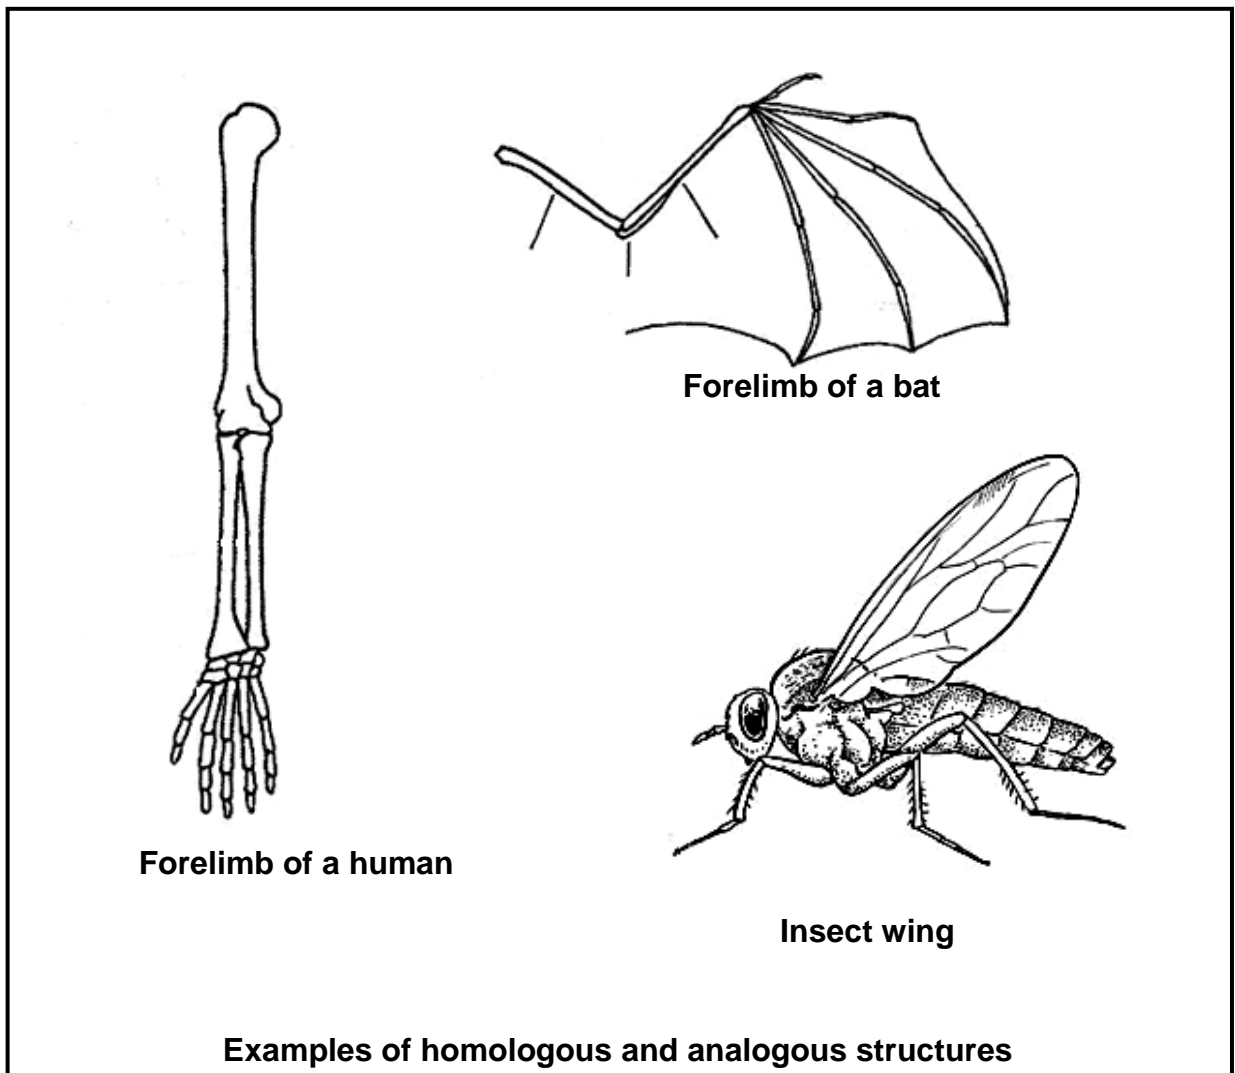 Forelimb of a bat
Forelimb of a human
Insect wing
Examples of homologous and analogous structures